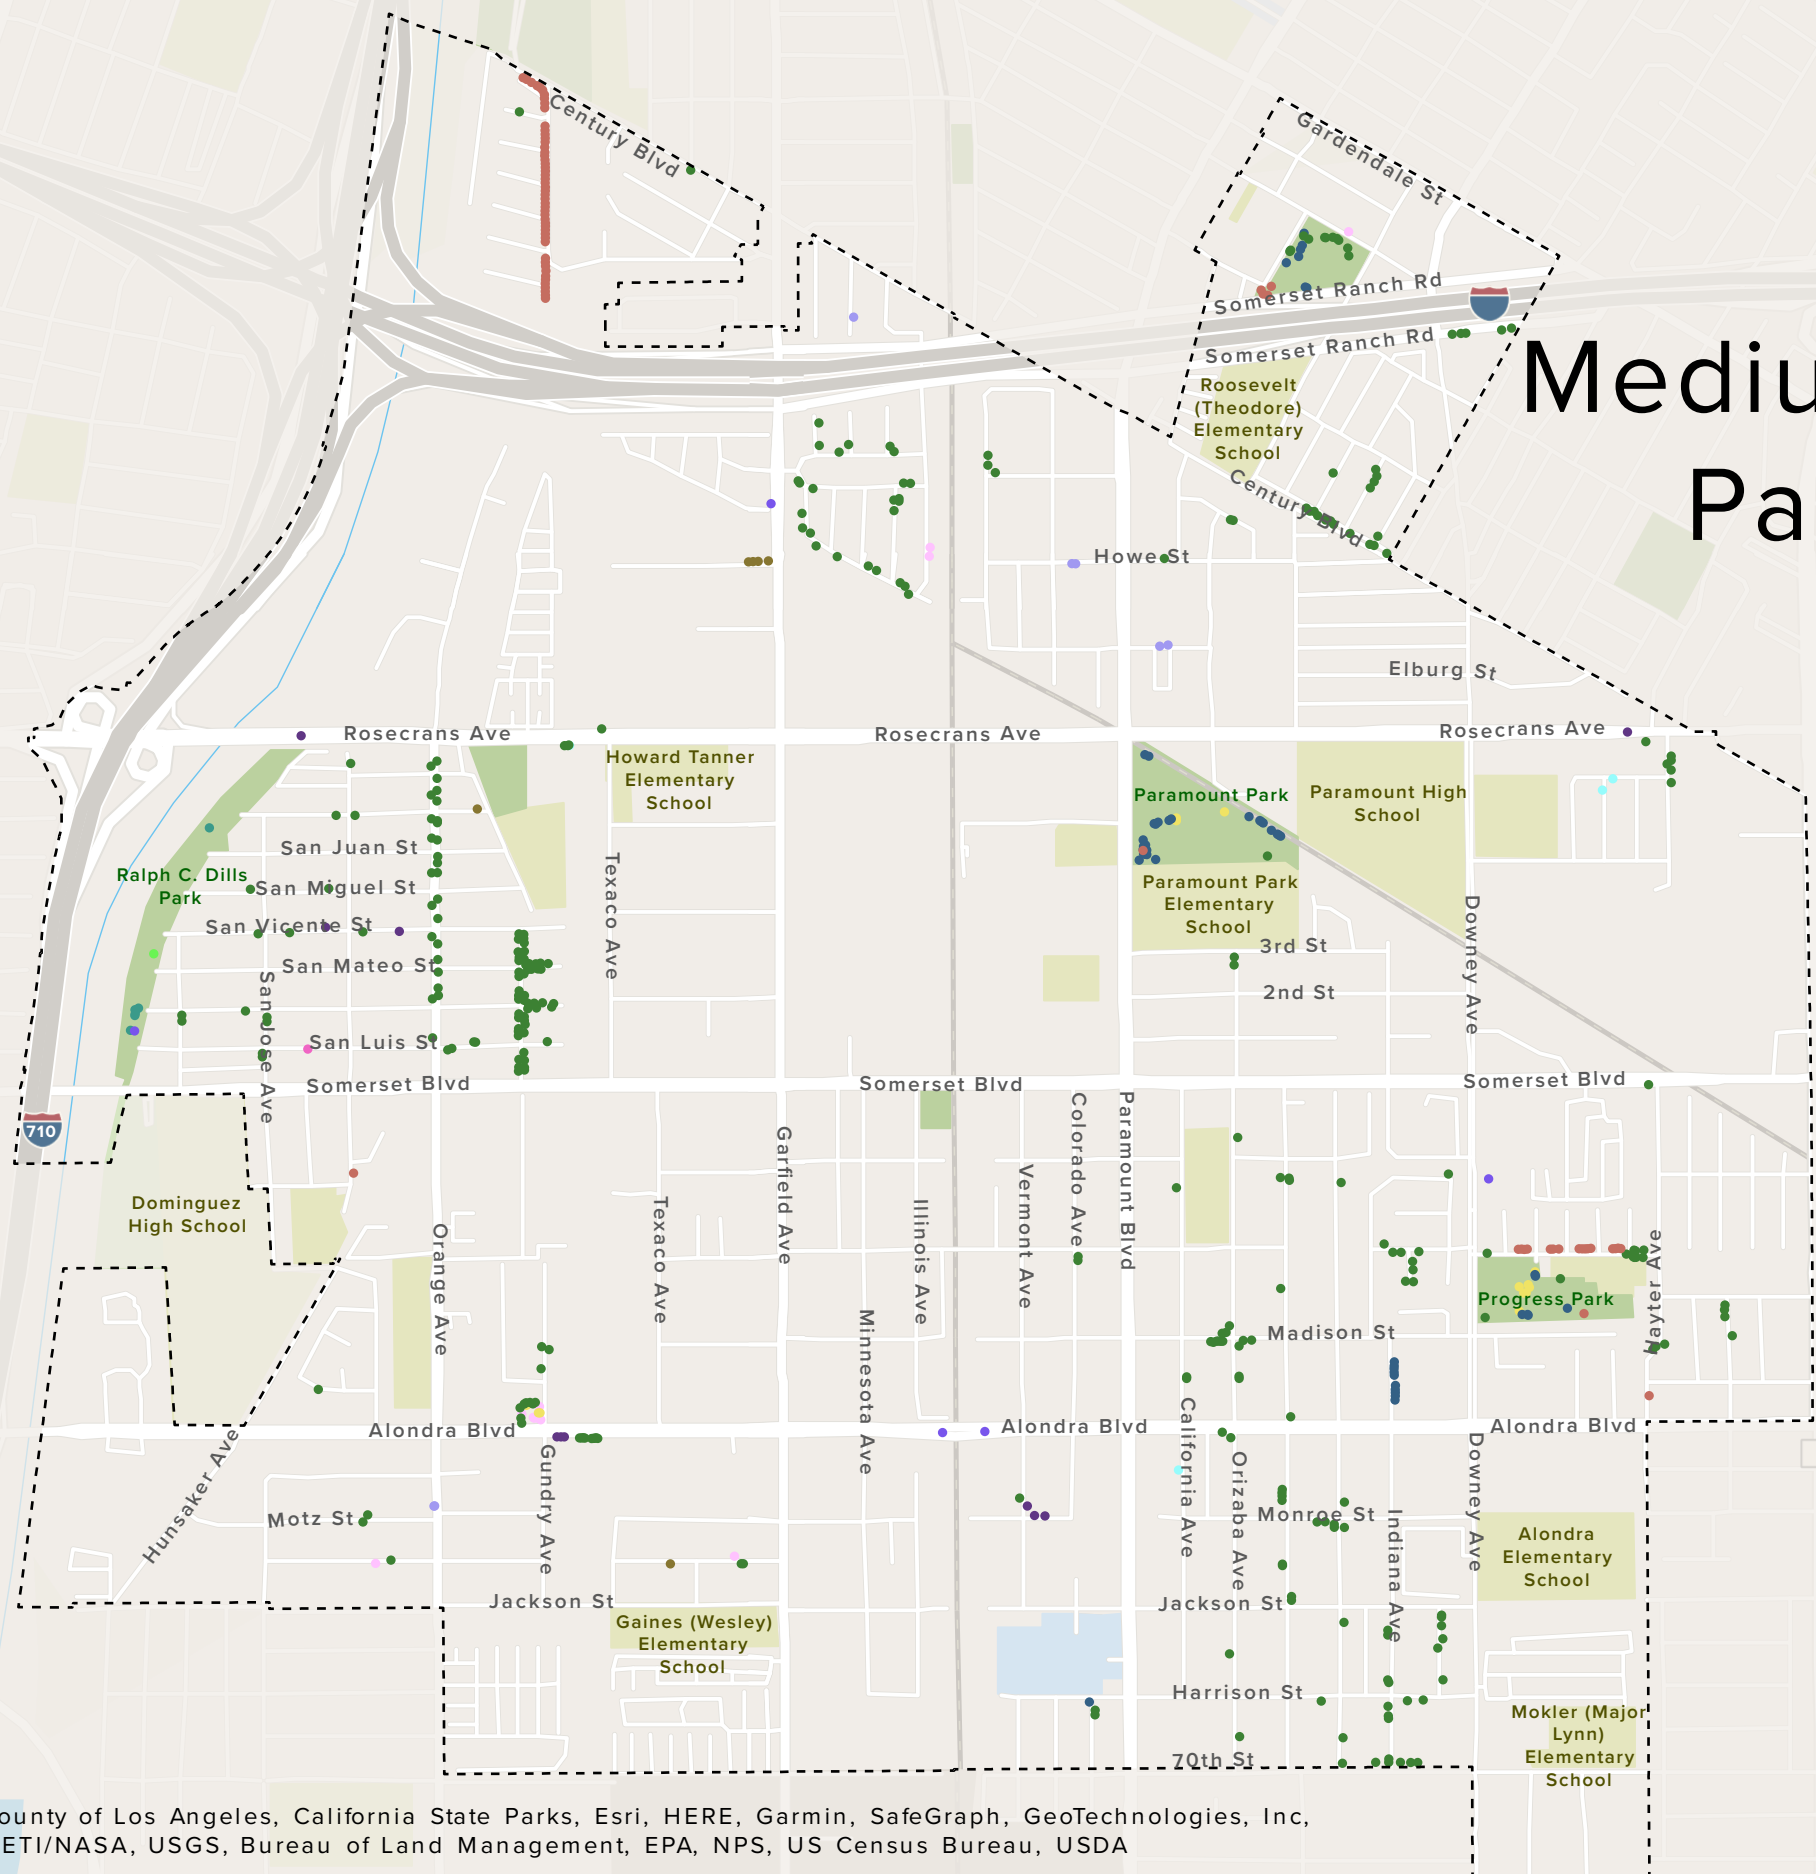 Century Blvd
Gardendale St
Somerset Ranch Rd
Somerset Ranch Rd
Mediu
Pa
Roosevelt
(Theodore)
Elementary
School
Century Blvd
Howe St
Elburg St
Rosecrans Ave
Rosecrans Ave
Rosecrans Ave
Howard Tanner
Elementary
School
Paramount Park
Paramount High
School
San Juan St
Ralph C. Dills
Park
San Miguel St
San Vicente St
San Mateo St
San Luis St
San Jose Ave
Texaco Ave
Paramount Park
Elementary
School
3rd St
2nd St
Downey Ave
Somerset Blvd
Somerset Blvd
Somerset Blvd
710
Dominguez
High School
Orange Ave
Texaco Ave
Garfield Ave
Minnesota Ave
Illinois Ave
Vermont Ave
Colorado Ave
Paramount Blvd
Hayter Ave
Progress Park
Madison St
Alondra Blvd
Alondra Blvd
Alondra Blvd
Hunsaker Ave
Gundry Ave
California Ave
Orizaba Ave
Indiana Ave
Downey Ave
Motz St
Monroe St
Alondra
Elementary
School
Jackson St
Jackson St
Gaines (Wesley)
Elementary
School
Harrison St
Mokler (Major
Lynn)
Elementary
School
70th St
ounty of Los Angeles, California State Parks, Esri, HERE, Garmin, SafeGraph, GeoTechnologies, Inc,
ETI/NASA, USGS, Bureau of Land Management, EPA, NPS, US Census Bureau, USDA